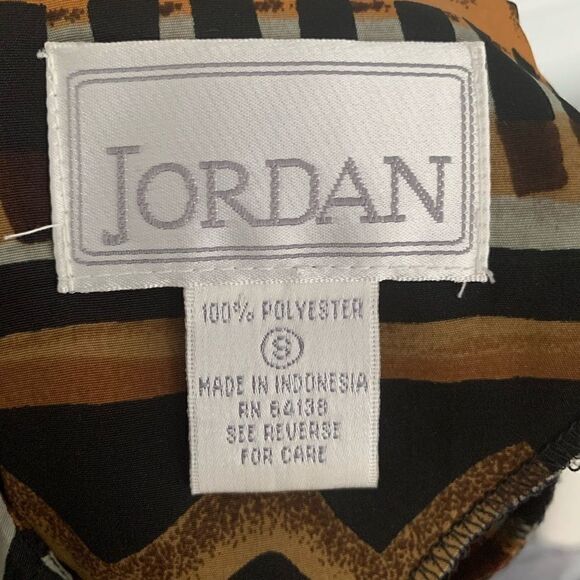 JORDAN
100% POLYESTER
S
MADE IN INDONESIA
RN 64138
SEE REVERSE
FOR CARE